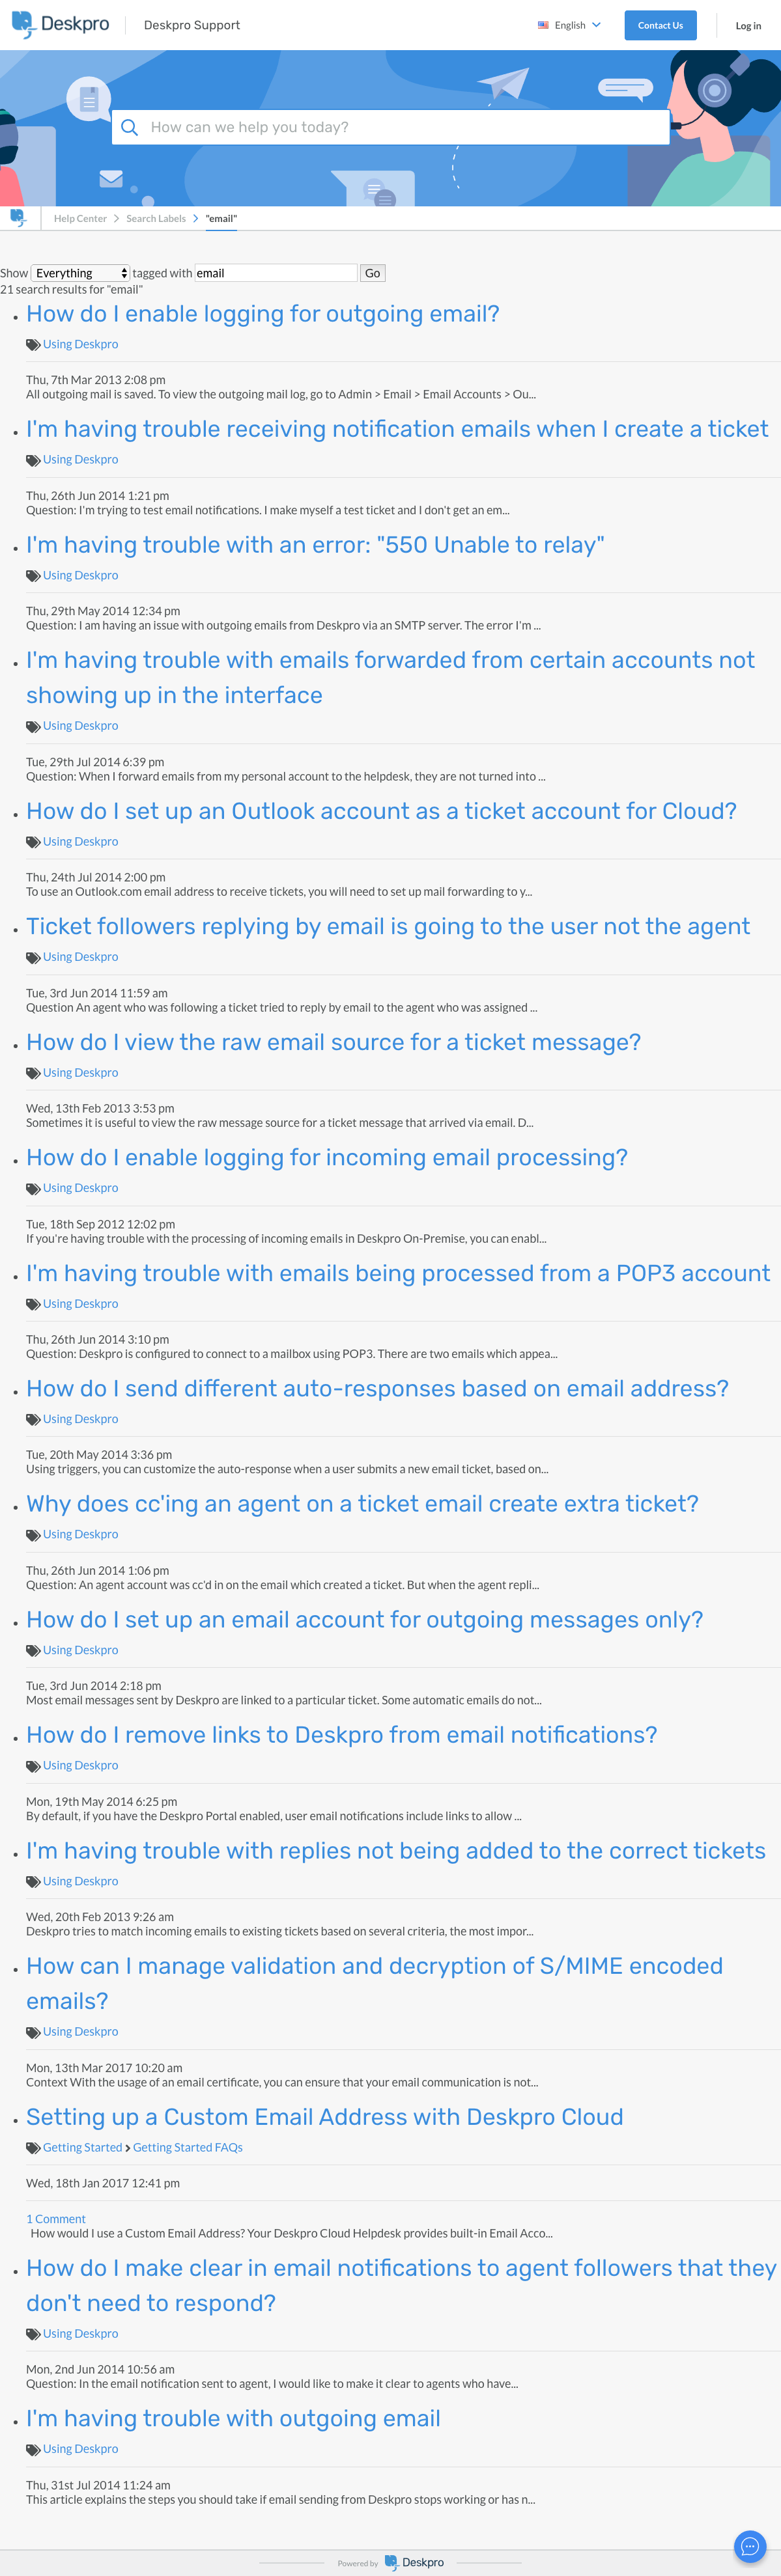 Deskpro
Deskpro Support
English
Contact Us
Log in
How can we help you today?
Help Center
Search Labels
"email"
Show Everything tagged with email Go
21 search results for "email"
How do I enable logging for outgoing email?
Using Deskpro
Thu, 7th Mar 2013 2:08 pm
All outgoing mail is saved. To view the outgoing mail log, go to Admin > Email > Email Accounts > Ou...
I'm having trouble receiving notification emails when I create a ticket
Using Deskpro
Thu, 26th Jun 2014 1:21 pm
Question: I'm trying to test email notifications. I make myself a test ticket and I don't get an em...
I'm having trouble with an error: "550 Unable to relay"
Using Deskpro
Thu, 29th May 2014 12:34 pm
Question: I am having an issue with outgoing emails from Deskpro via an SMTP server. The error I'm ...
I'm having trouble with emails forwarded from certain accounts not
showing up in the interface
Using Deskpro
Tue, 29th Jul 2014 6:39 pm
Question: When I forward emails from my personal account to the helpdesk, they are not turned into ...
How do I set up an Outlook account as a ticket account for Cloud?
Using Deskpro
Thu, 24th Jul 2014 2:00 pm
To use an Outlook.com email address to receive tickets, you will need to set up mail forwarding to y...
Ticket followers replying by email is going to the user not the agent
Using Deskpro
Tue, 3rd Jun 2014 11:59 am
Question An agent who was following a ticket tried to reply by email to the agent who was assigned ...
How do I view the raw email source for a ticket message?
Using Deskpro
Wed, 13th Feb 2013 3:53 pm
Sometimes it is useful to view the raw message source for a ticket message that arrived via email. D...
How do I enable logging for incoming email processing?
Using Deskpro
Tue, 18th Sep 2012 12:02 pm
If you're having trouble with the processing of incoming emails in Deskpro On-Premise, you can enabl...
I'm having trouble with emails being processed from a POP3 account
Using Deskpro
Thu, 26th Jun 2014 3:10 pm
Question: Deskpro is configured to connect to a mailbox using POP3. There are two emails which appea...
How do I send different auto-responses based on email address?
Using Deskpro
Tue, 20th May 2014 3:36 pm
Using triggers, you can customize the auto-response when a user submits a new email ticket, based on...
Why does cc'ing an agent on a ticket email create extra ticket?
Using Deskpro
Thu, 26th Jun 2014 1:06 pm
Question: An agent account was cc'd in on the email which created a ticket. But when the agent repli...
How do I set up an email account for outgoing messages only?
Using Deskpro
Tue, 3rd Jun 2014 2:18 pm
Most email messages sent by Deskpro are linked to a particular ticket. Some automatic emails do not...
How do I remove links to Deskpro from email notifications?
Using Deskpro
Mon, 19th May 2014 6:25 pm
By default, if you have the Deskpro Portal enabled, user email notifications include links to allow ...
I'm having trouble with replies not being added to the correct tickets
Using Deskpro
Wed, 20th Feb 2013 9:26 am
Deskpro tries to match incoming emails to existing tickets based on several criteria, the most impor...
How can I manage validation and decryption of S/MIME encoded
emails?
Using Deskpro
Mon, 13th Mar 2017 10:20 am
Context With the usage of an email certificate, you can ensure that your email communication is not...
Setting up a Custom Email Address with Deskpro Cloud
Getting Started > Getting Started FAQs
Wed, 18th Jan 2017 12:41 pm
1 Comment
How would I use a Custom Email Address? Your Deskpro Cloud Helpdesk provides built-in Email Acco...
How do I make clear in email notifications to agent followers that they
don't need to respond?
Using Deskpro
Mon, 2nd Jun 2014 10:56 am
Question: In the email notification sent to agent, I would like to make it clear to agents who have...
I'm having trouble with outgoing email
Using Deskpro
Thu, 31st Jul 2014 11:24 am
This article explains the steps you should take if email sending from Deskpro stops working or has n...
Powered by Deskpro